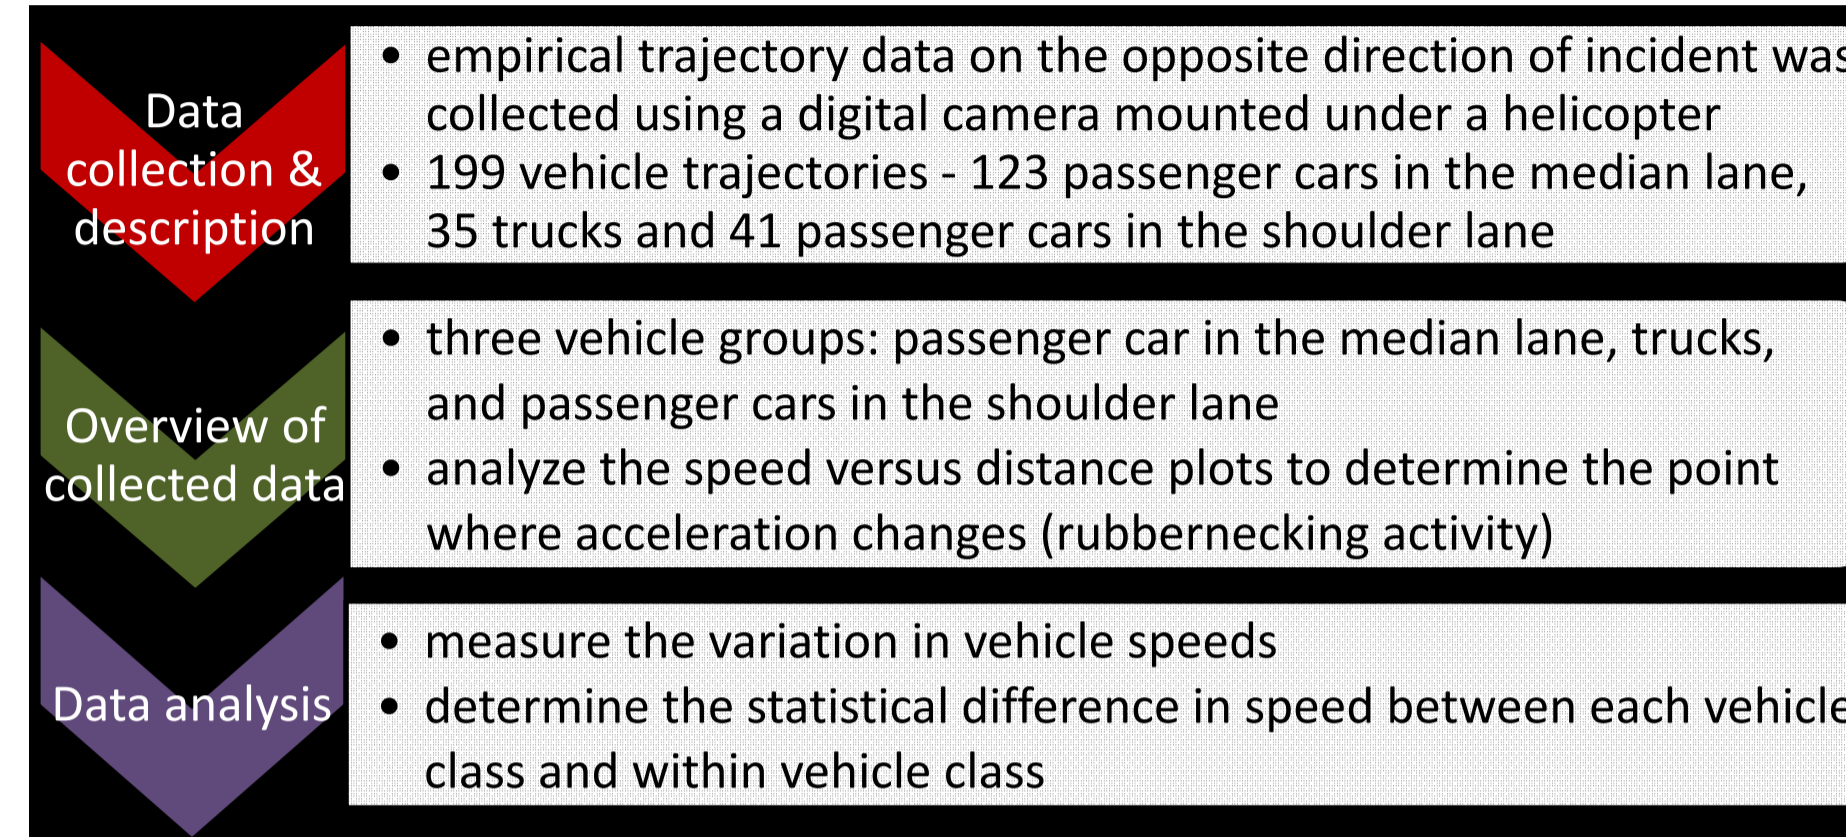 Data
collection &
description
• empirical trajectory data on the opposite direction of incident was
collected using a digital camera mounted under a helicopter
• 199 vehicle trajectories - 123 passenger cars in the median lane,
35 trucks and 41 passenger cars in the shoulder lane
Overview of
collected data
• three vehicle groups: passenger car in the median lane, trucks,
and passenger cars in the shoulder lane
• analyze the speed versus distance plots to determine the point
where acceleration changes (rubbernecking activity)
Data analysis
• measure the variation in vehicle speeds
• determine the statistical difference in speed between each vehicle
class and within vehicle class